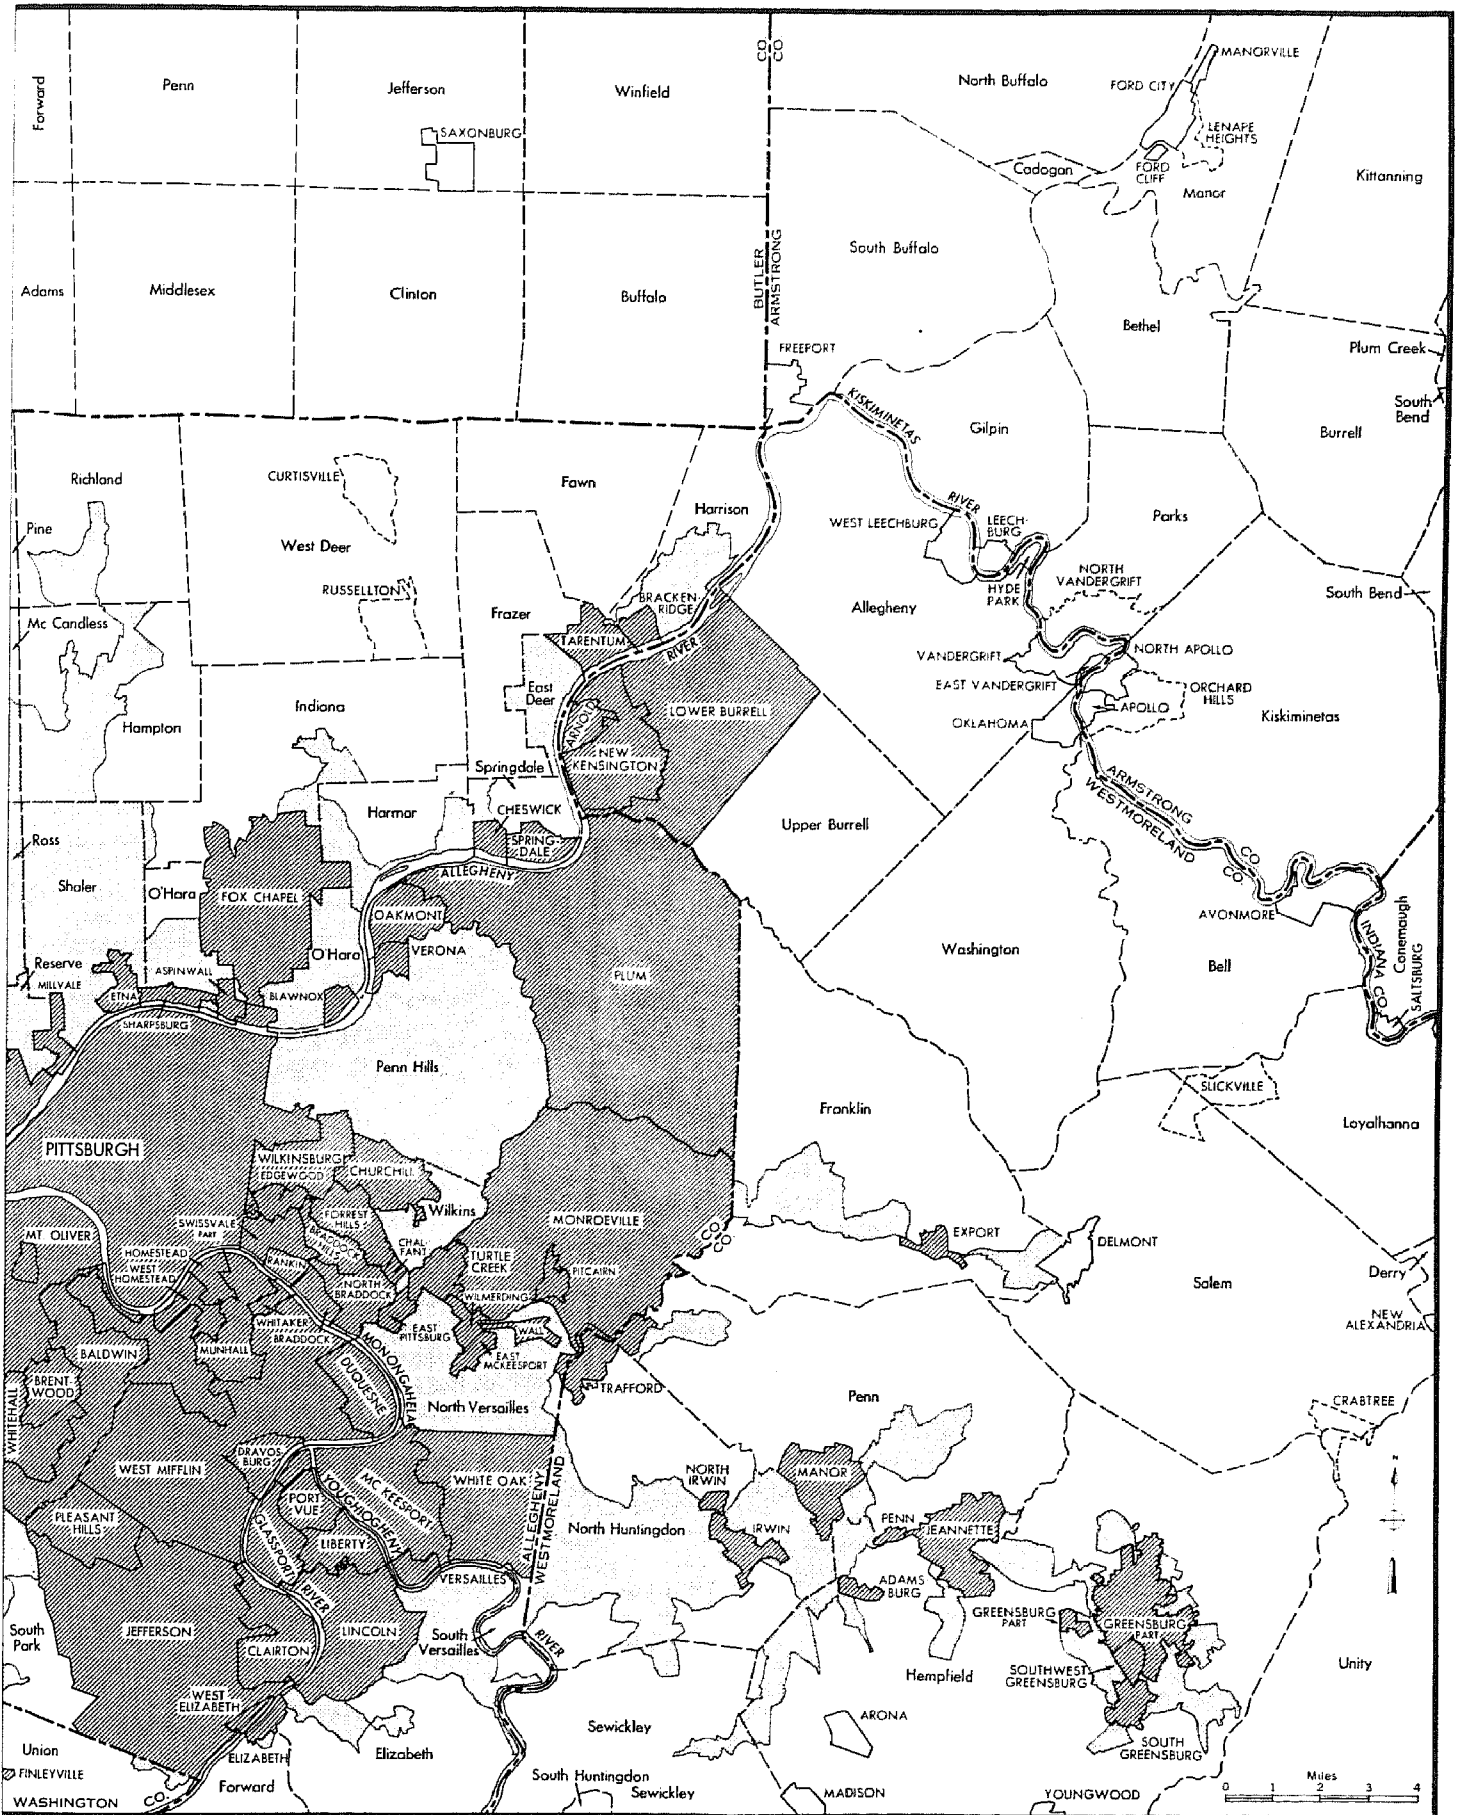 CO
CO
MANORVILLE
North Buffalo
FORD CITY
Forward
Penn
Jefferson
Winfield
SAXONBURG
LENAPE
HEIGHTS
Cadogan
FORD
CLIFF
Kittanning
Manor
South Buffalo
BUTLER
ARMSTRONG
Adams
Middlesex
Clinton
Buffalo
Bethel
FREEPORT
Plum Creek
South
Bend
KISKIMINETAS
RIVER
Gilpin
Burrell
Richland
CURTISVILLE
Fawn
Harrison
Pine
West Deer
WEST LEECHBURG
LEECH-
BURG
Parks
RUSSELLTON
BRACKEN-
RIDGE
HYDE
PARK
NORTH
VANDERGRIFT
South Bend
Frazer
Allegheny
Mc Candless
TARENTUM
RIVER
VANDERGRIFT
NORTH APOLLO
EAST VANDERGRIFT
ORCHARD
HILLS
East
Deer
Hampton
Indiana
ARNOLD
LOWER BURRELL
OKLAHOMA
APOLLO
Kiskiminetas
NEW
KENSINGTON
Springdale
ARMSTRONG
WESTMORELAND
CO
CO.
Harmar
CHESWICK
Upper Burrell
Ross
SPRING-
DALE
Shaler
O'Hara
FOX CHAPEL
ALLEGHENY
OAKMONT
AVONMORE
INDIANA CO.
Conemaugh
SALTSBURG
O'Hara
VERONA
Washington
Bell
Reserve
MILLVALE
ASPINWALL
PLUM
ETNA
BLAWNOX
SHARPSBURG
Penn Hills
SLICKVILLE
Franklin
Loyalhanna
PITTSBURGH
WILKINSBURG
EDGEWOOD
CHURCHILL
Wilkins
SWISSVALE
PART
FORREST
HILLS
BRADDOCK
HILLS
CHAL-
FANT
MONROEVILLE
CO.
CO.
MT. OLIVER
EXPORT
DELMONT
HOMESTEAD
WEST
HOMESTEAD
RANKIN
NORTH
BRADDOCK
TURTLE
CREEK
PITCAIRN
Salem
Derry
WILMERDING
WHITAKER
BRADDOCK
EAST
PITTSBURG
WALL
NEW
ALEXANDRIA
BALDWIN
MUNHALL
MONONGAHELA
EAST
MCKEESPORT
DUQUESNE
BRENT-
WOOD
TRAFFORD
WHITEHALL
North Versailles
Penn
CRABTREE
DRAVOS-
BURG
WEST MIFFLIN
MC KEESPORT
WHITE OAK
NORTH
IRWIN
MANOR
YOUGHIOGHENY
PORT
VUE
ALLEGHENY
WESTMORELAND
PLEASANT
HILLS
GLASSPORT
RIVER
LIBERTY
North Huntingdon
IRWIN
PENN
JEANNETTE
VERSAILLES
ADAMS
BURG
GREENSBURG
PART
GREENSBURG
PART
South
Park
JEFFERSON
LINCOLN
South
Versailles
RIVER
CLAIRTON
Hempfield
SOUTHWEST
GREENSBURG
Unity
WEST
ELIZABETH
ARONA
Sewickley
Union
ELIZABETH
Elizabeth
SOUTH
GREENSBURG
FINLEYVILLE
Forward
South Huntingdon
Sewickley
MADISON
YOUNGWOOD
Miles
0 1 2 3 4
WASHINGTON CO.
N